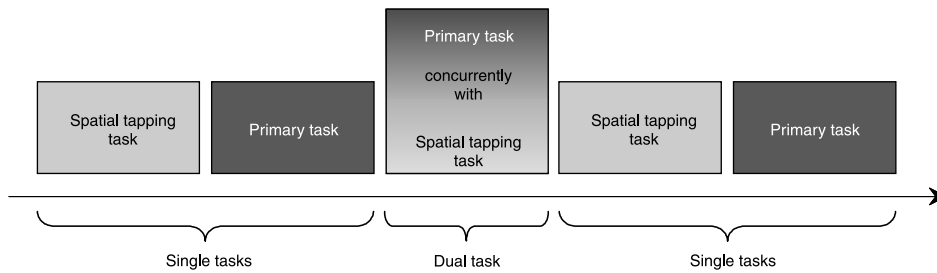 Primary task
concurrently
with
Spatial tapping
task
Spatial tapping
task
Primary task
Spatial tapping
task
Primary task
Single tasks
Dual task
Single tasks